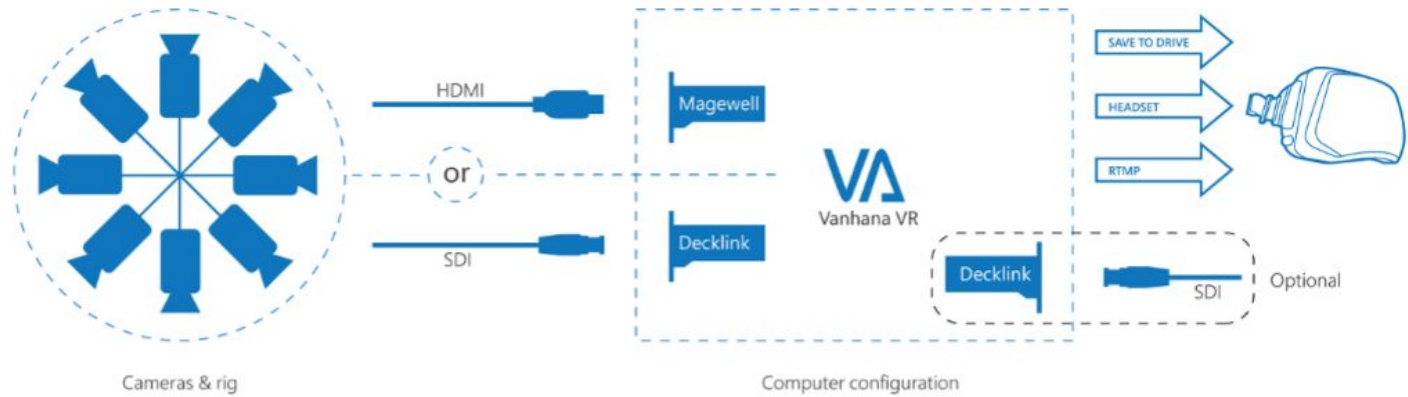 HDMI
or
SDI
Magewell
Decklink
VA
Vanhana VR
Decklink
SAVE TO DRIVE
HEADSET
RTMP
SDI
Optional
Cameras & rig
Computer configuration